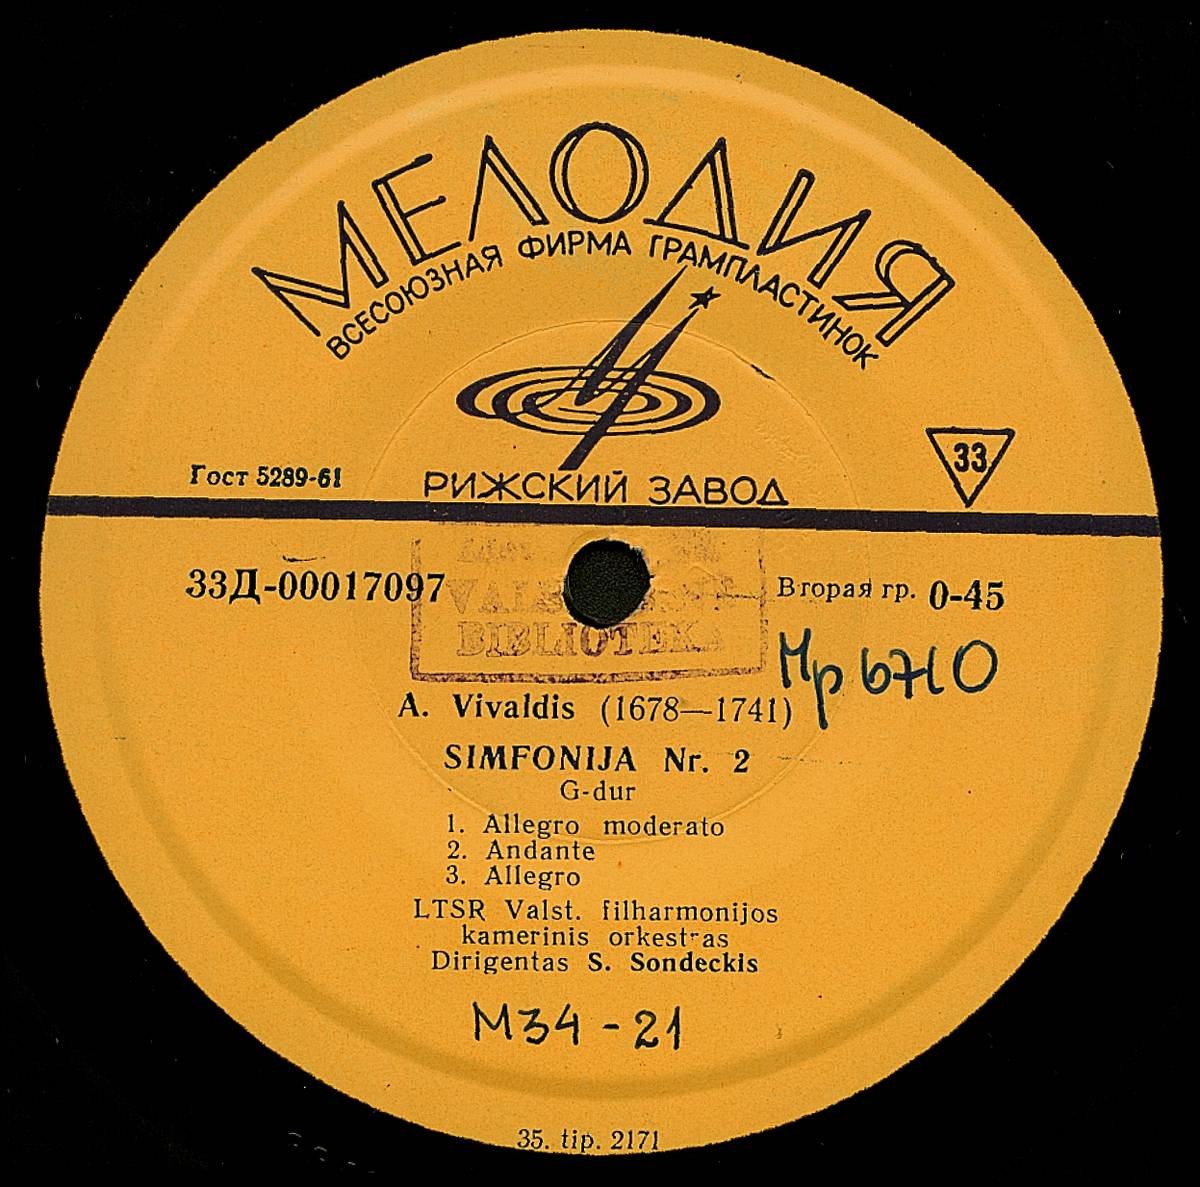 МЕЛОДИЯ
ВСЕСОЮЗНАЯ ФИРМА ГРАМПЛАСТИНОК
33
Гост 5289-61
РИЖСКИЙ ЗАВОД
33Д-00017097
Вторая гр. 0-45
BIBLIOTEKA
Мр 6710
A. Vivaldis (1678—1741)
SIMFONIJA Nr. 2
G-dur
1. Allegro moderato
2. Andante
3. Allegro
LTSR Valst. filharmonijos
kamerinis orkestras
Dirigentas S. Sondeckis
M34-21
35. tip. 2171